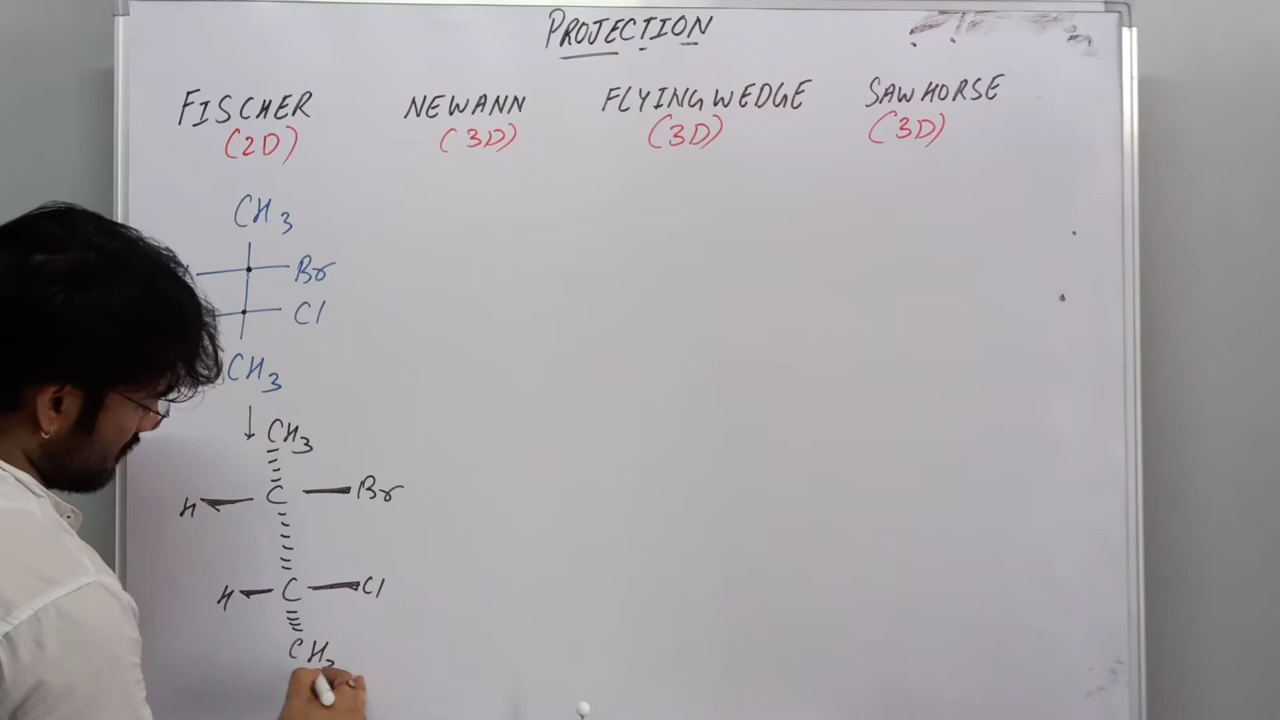 PROJECTION
FISCHER NEWANN FLYING WEDGE SAWHORSE
(2D) (3D) (3D) (3D)
CH3
Br
Cl
CH3
↓
CH3
H C Br
H C Cl
CH3